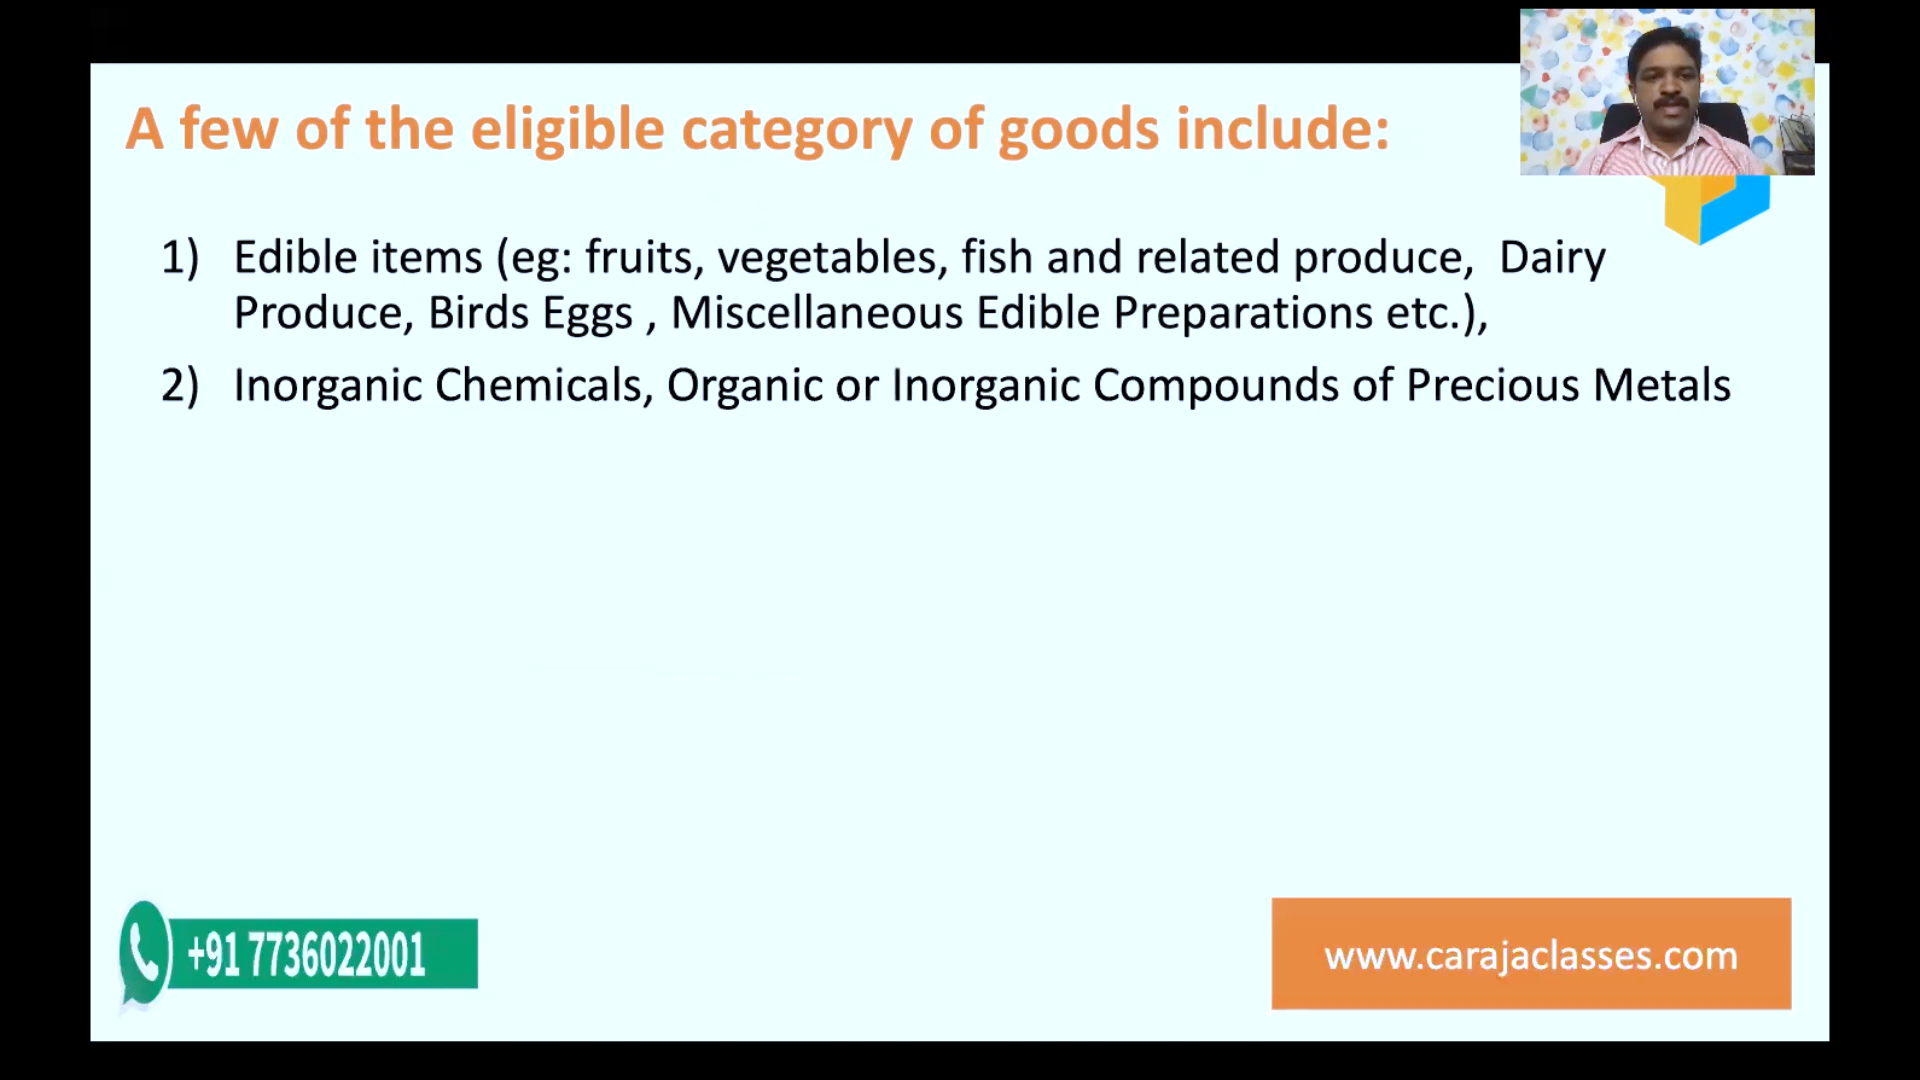 A few of the eligible category of goods include:
1) Edible items (eg: fruits, vegetables, fish and related produce, Dairy
Produce, Birds Eggs , Miscellaneous Edible Preparations etc.),
2) Inorganic Chemicals, Organic or Inorganic Compounds of Precious Metals
+91 7736022001
www.carajaclasses.com